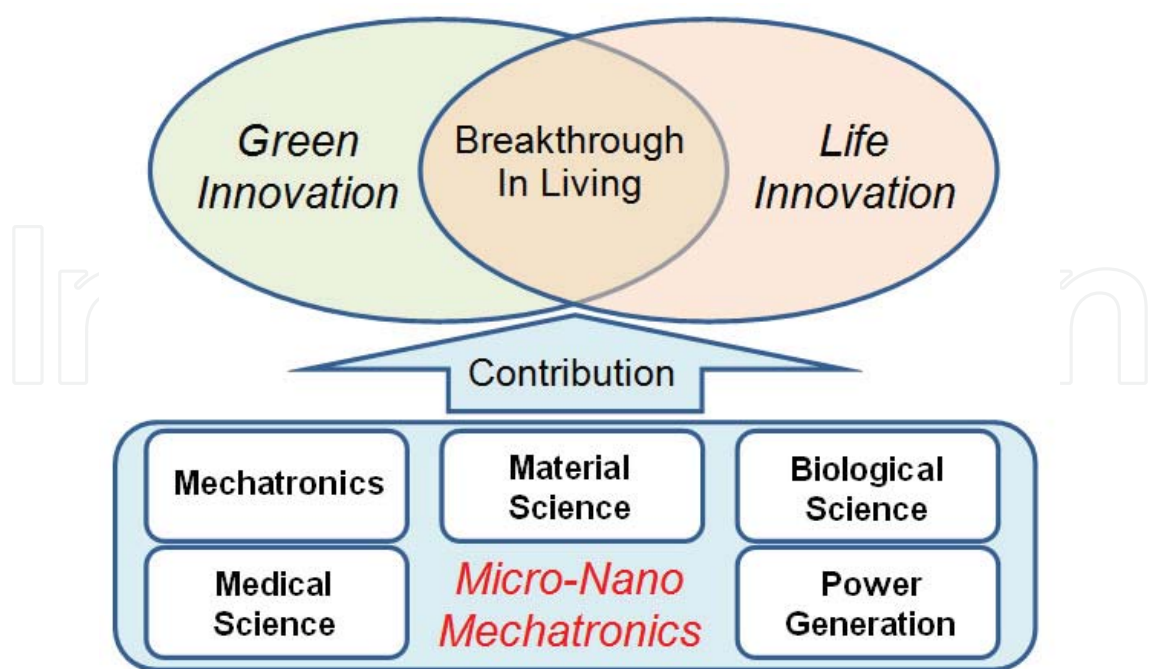 Green
Innovation
Breakthrough
In Living
Life
Innovation
Contribution
Mechatronics
Material
Science
Biological
Science
Medical
Science
Micro-Nano
Mechatronics
Power
Generation